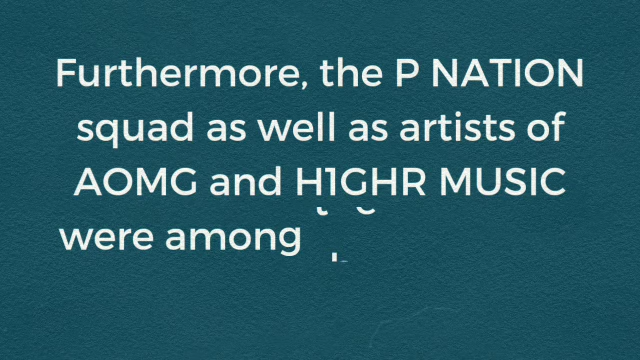 Furthermore, the P NATION
squad as well as artists of
AOMG and H1GHR MUSIC
were among